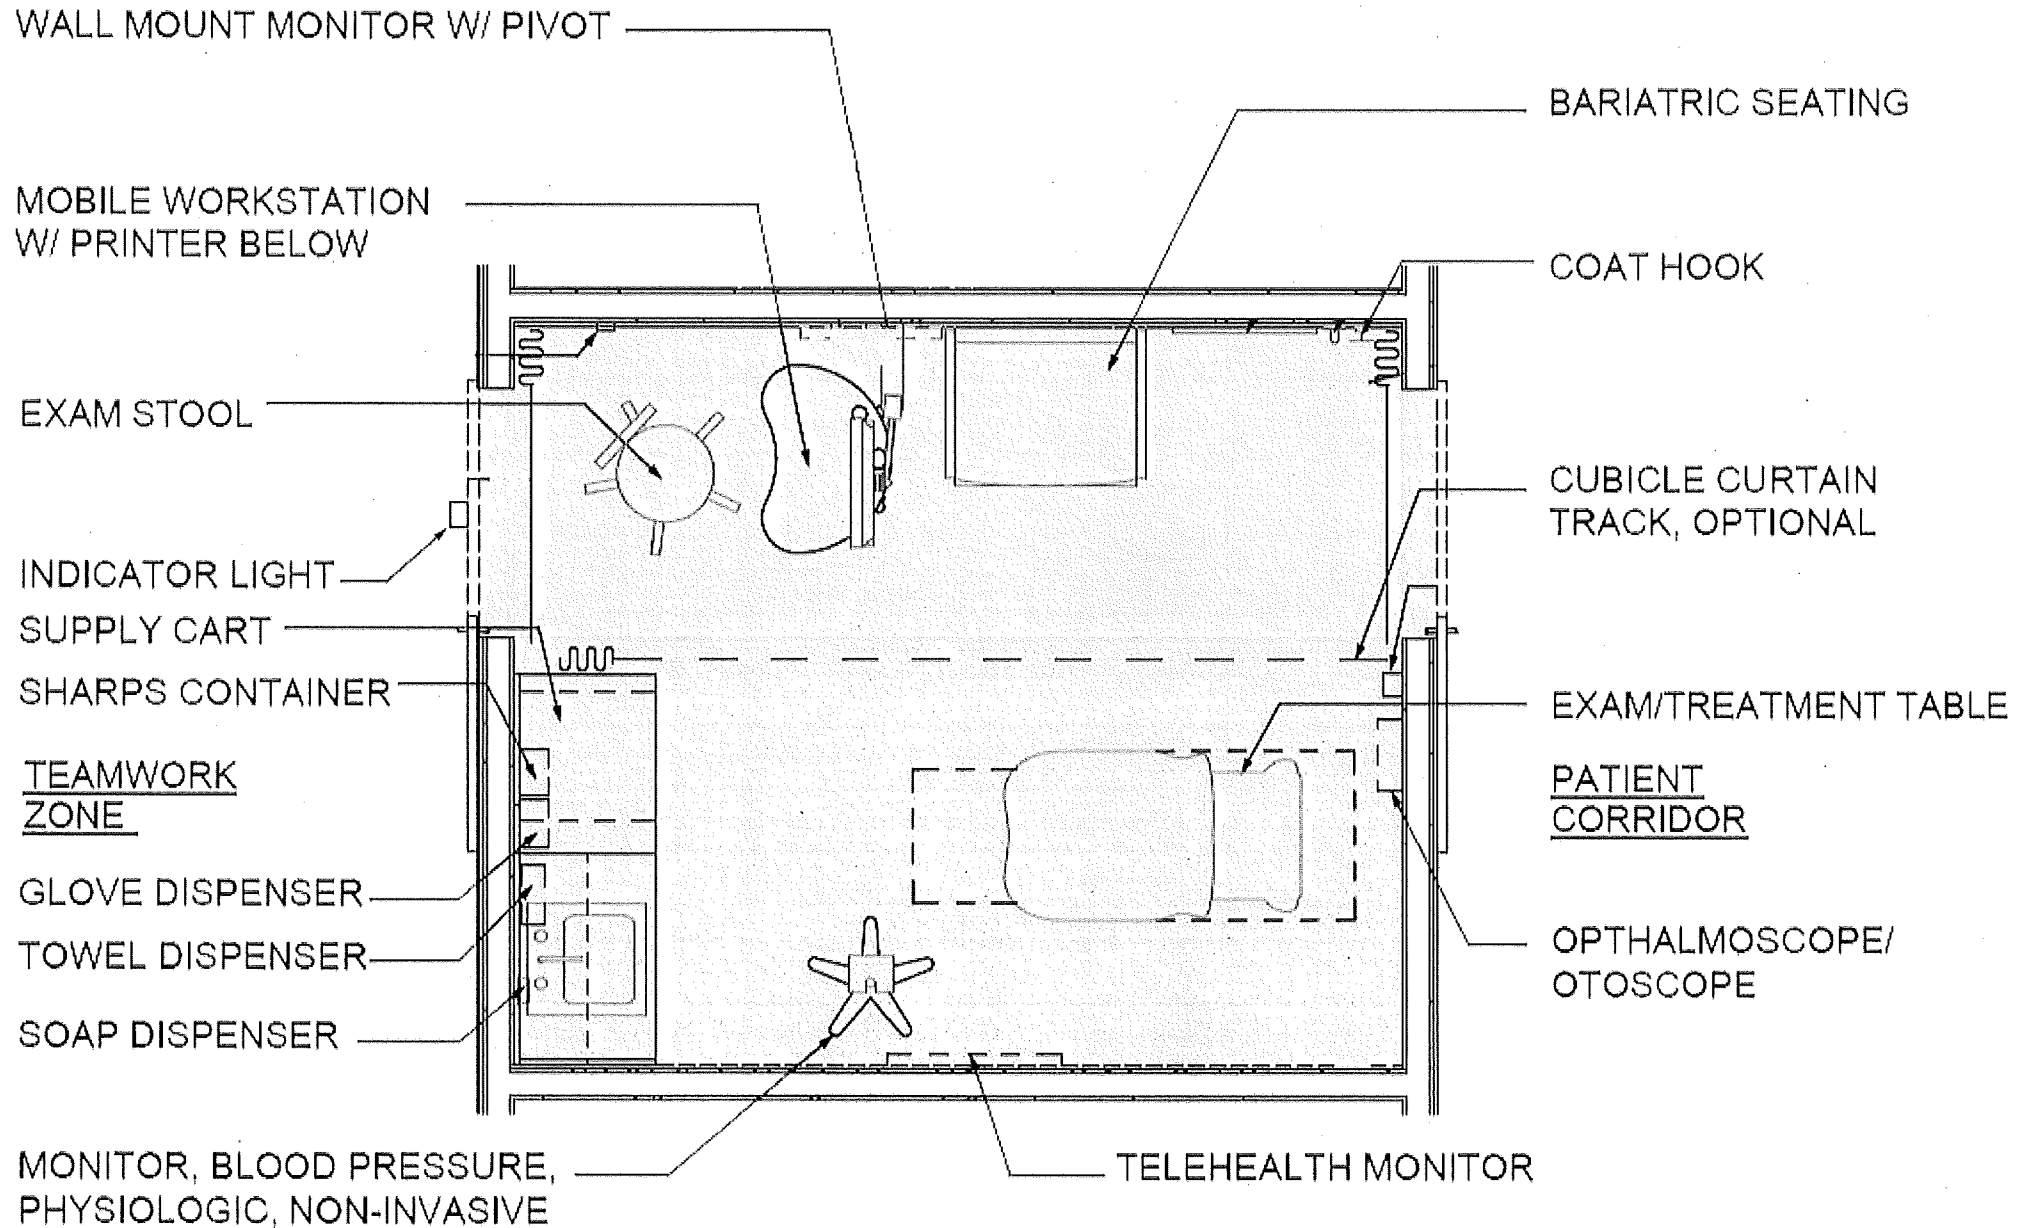 WALL MOUNT MONITOR W/ PIVOT
BARIATRIC SEATING
MOBILE WORKSTATION
W/ PRINTER BELOW
COAT HOOK
EXAM STOOL
CUBICLE CURTAIN
TRACK, OPTIONAL
INDICATOR LIGHT
SUPPLY CART
SHARPS CONTAINER
EXAM/TREATMENT TABLE
TEAMWORK
ZONE
PATIENT
CORRIDOR
GLOVE DISPENSER
TOWEL DISPENSER
OPTHALMOSCOPE/
OTOSCOPE
SOAP DISPENSER
MONITOR, BLOOD PRESSURE,
PHYSIOLOGIC, NON-INVASIVE
TELEHEALTH MONITOR